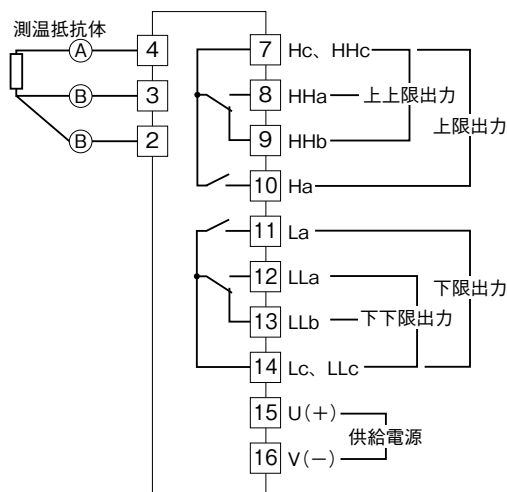 測温抵抗体
A 4
B 3
B 2
7 Hc、HHc
8 HHa 上上限出力
9 HHb
上限出力
10 Ha
11 La
12 LLa
下限出力
13 LLb 下下限出力
14 Lc、LLc
15 U(+)
供給電源
16 V(−)